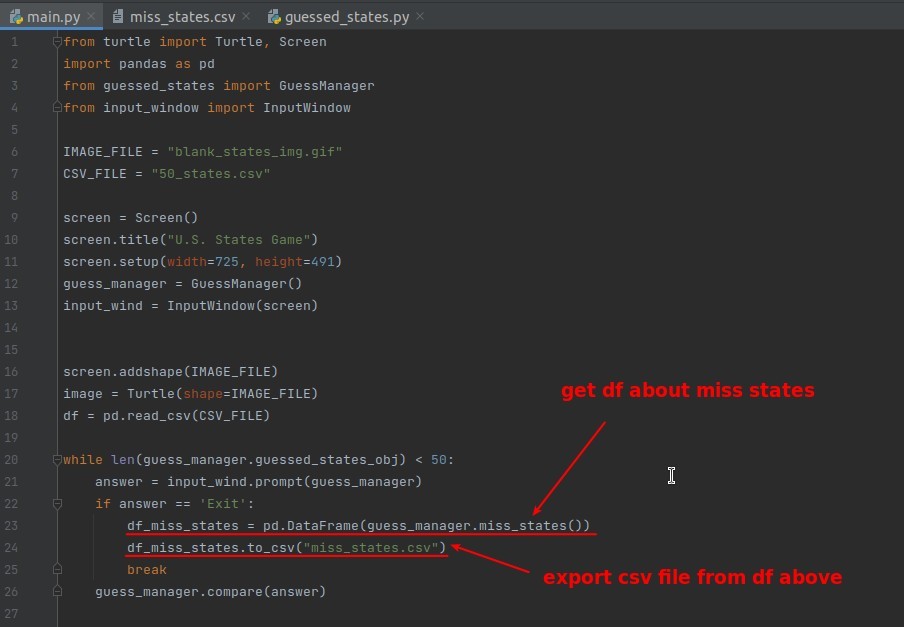 main.py miss_states.csv guessed_states.py
1 from turtle import Turtle, Screen
2 import pandas as pd
3 from guessed_states import GuessManager
4 from input_window import InputWindow
5
6 IMAGE_FILE = "blank_states_img.gif"
7 CSV_FILE = "50_states.csv"
8
9 screen = Screen()
10 screen.title("U.S. States Game")
11 screen.setup(width=725, height=491)
12 guess_manager = GuessManager()
13 input_wind = InputWindow(screen)
14
15
16 screen.addshape(IMAGE_FILE)
17 image = Turtle(shape=IMAGE_FILE)
get df about miss states
18 df = pd.read_csv(CSV_FILE)
19
20 while len(guess_manager.guessed_states_obj) < 50:
21 answer = input_wind.prompt(guess_manager)
22 if answer == 'Exit':
23 df_miss_states = pd.DataFrame(guess_manager.miss_states())
24 df_miss_states.to_csv("miss_states.csv")
25 break
export csv file from df above
26 guess_manager.compare(answer)
27